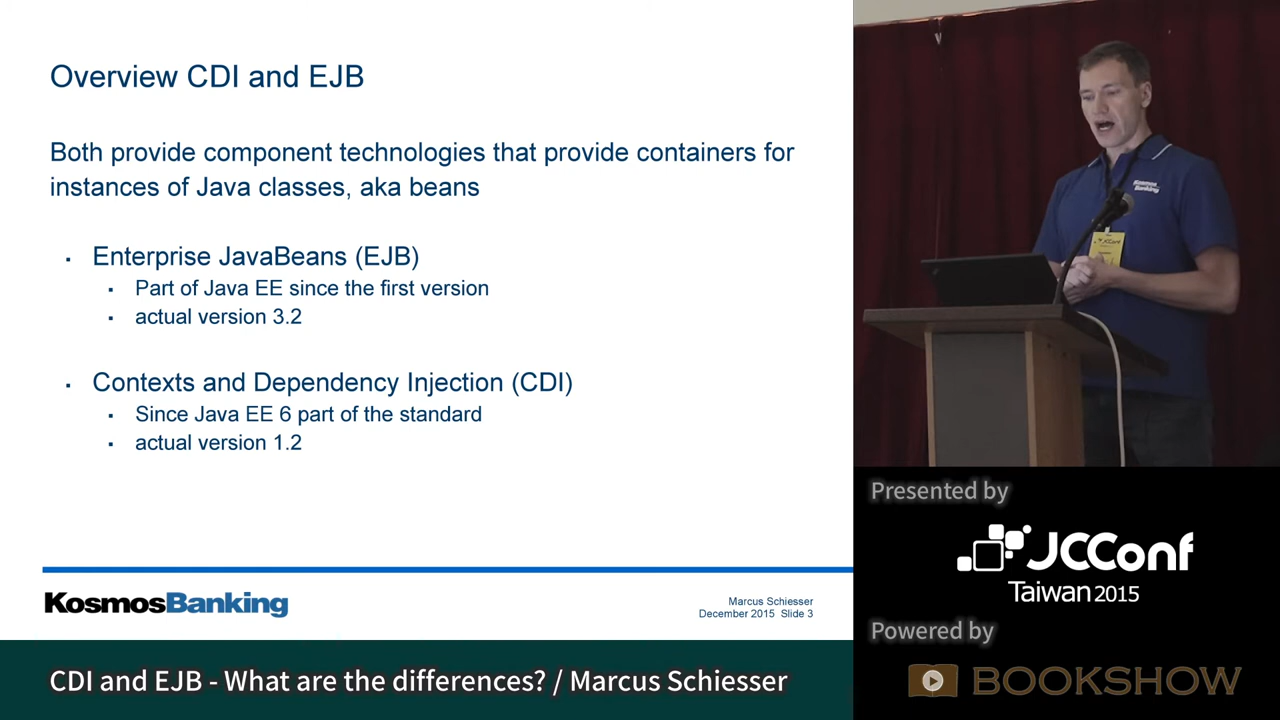 Overview CDI and EJB
Both provide component technologies that provide containers for
instances of Java classes, aka beans
Enterprise JavaBeans (EJB)
Part of Java EE since the first version
actual version 3.2
Contexts and Dependency Injection (CDI)
Since Java EE 6 part of the standard
actual version 1.2
KosmosBanking
Marcus Schiesser
December 2015 Slide 3
CDI and EJB - What are the differences? / Marcus Schiesser
Kosmos
Banking
JCConf
Presented by
JCConf
Taiwan 2015
Powered by
BOOKSHOW